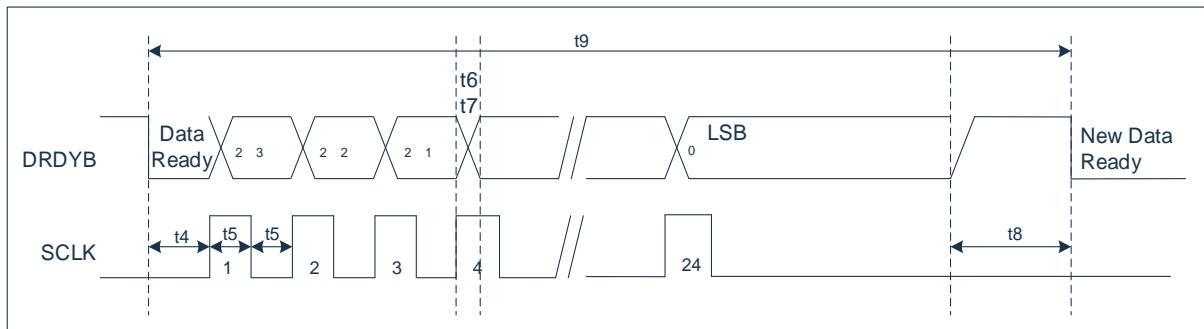 t9
t6
t7
DRDYB
Data
Ready
2 3
2 2
2 1
0
LSB
New Data
Ready
SCLK
t4
t5
t5
t8
1
2
3
4
24